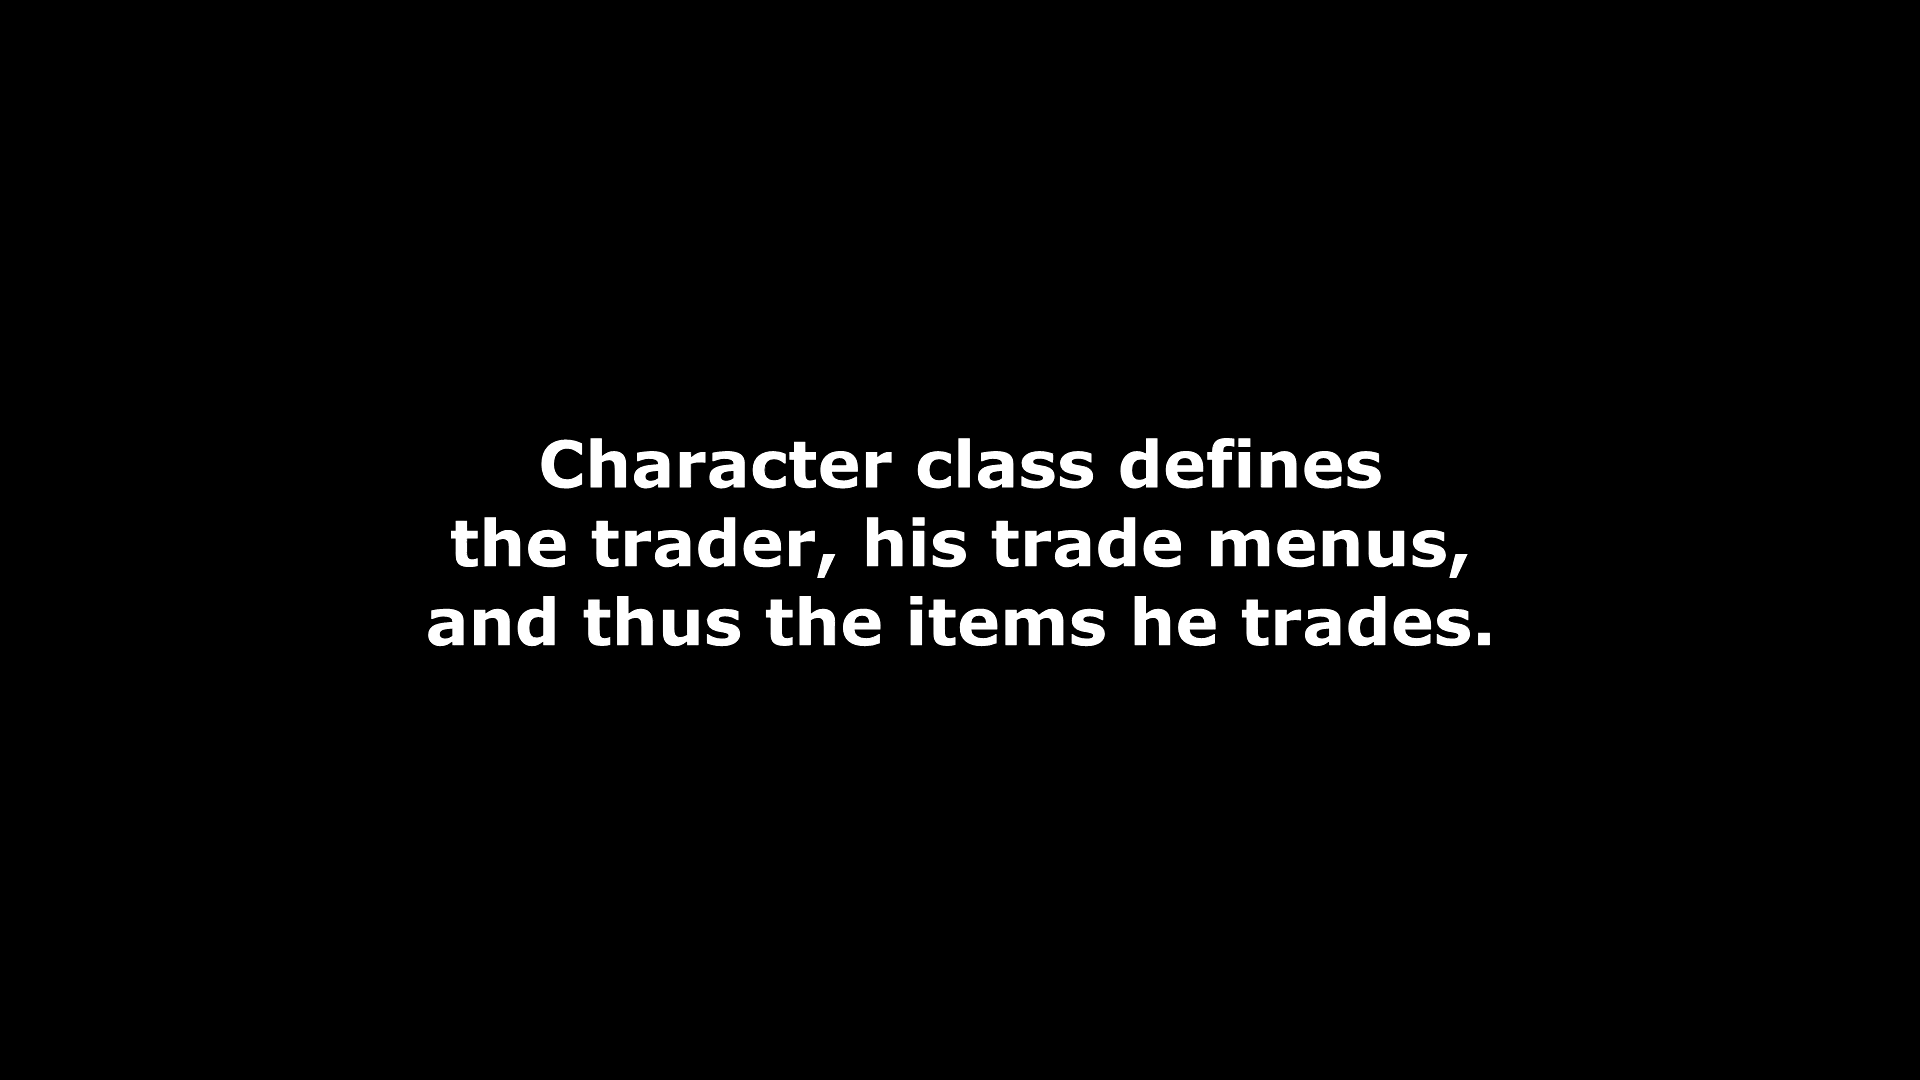 Character class defines
the trader, his trade menus,
and thus the items he trades.